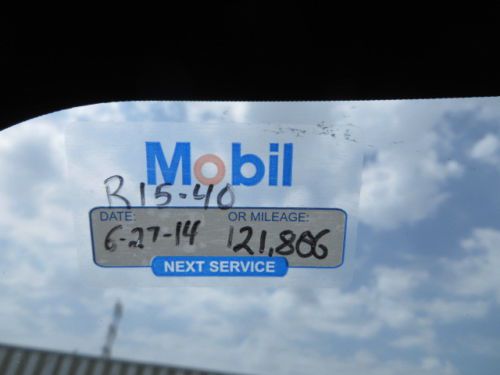 Mobil
R15-40
DATE: OR MILEAGE:
6-27-14 121,866
NEXT SERVICE